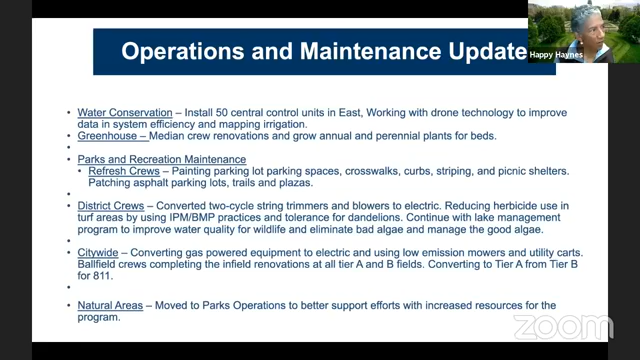 Operations and Maintenance Update
Happy Haynes
• Water Conservation – Install 50 central control units in East, Working with drone technology to improve
data in system efficiency and mapping irrigation.
• Greenhouse – Median crew renovations and grow annual and perennial plants for beds.
•
• Parks and Recreation Maintenance
• Refresh Crews – Painting parking lot parking spaces, crosswalks, curbs, striping, and picnic shelters.
Patching asphalt parking lots, trails and plazas.
•
• District Crews – Converted two-cycle string trimmers and blowers to electric. Reducing herbicide use in
turf areas by using IPM/BMP practices and tolerance for dandelions. Continue with lake management
program to improve water quality for wildlife and eliminate bad algae and manage the good algae.
•
• Citywide – Converting gas powered equipment to electric and using low emission mowers and utility carts.
Ballfield crews completing the infield renovations at all tier A and B fields. Converting to Tier A from Tier B
for 811.
•
• Natural Areas – Moved to Parks Operations to better support efforts with increased resources for the
program.
zoom